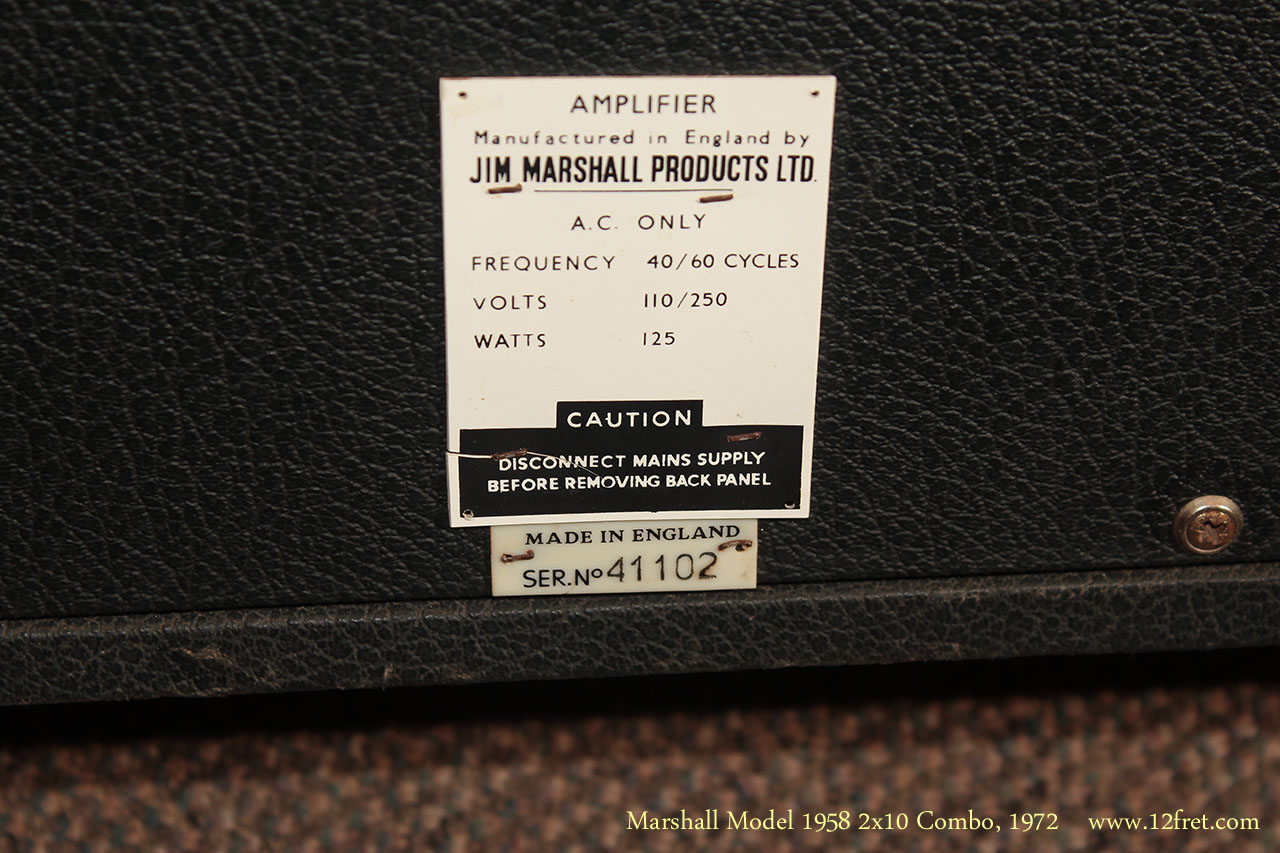 AMPLIFIER
Manufactured in England by
JIM MARSHALL PRODUCTS LTD.
A.C. ONLY
FREQUENCY 40/60 CYCLES
VOLTS 110/250
WATTS 125
CAUTION
DISCONNECT MAINS SUPPLY
BEFORE REMOVING BACK PANEL
MADE IN ENGLAND
SER.Nº 41102
Marshall Model 1958 2x10 Combo, 1972 www.12fret.com